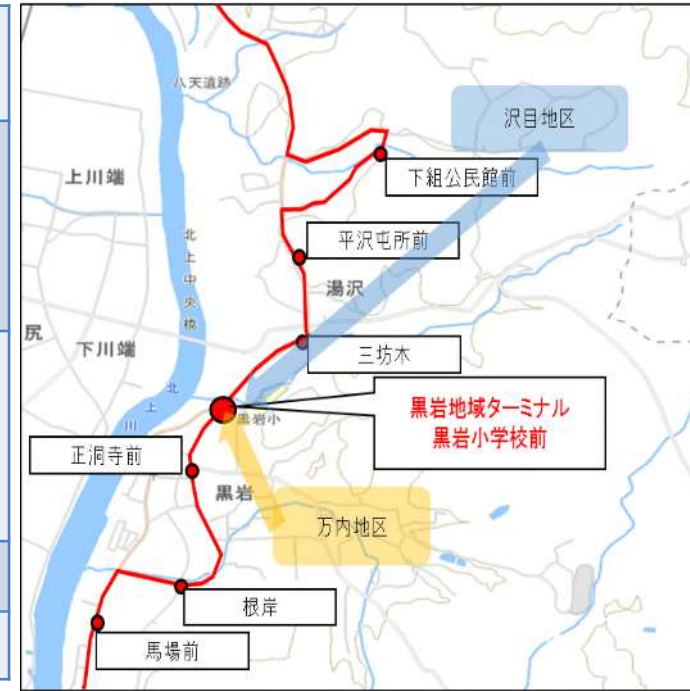 八天遺跡
沢目地区
下組公民館前
上川端
平沢屯所前
北上中央橋
湯沢
尻
下川端
三坊木
北上川
黒岩地域ターミナル
黒岩小学校前
黒岩小
正洞寺前
黒岩
万内地区
根岸
馬場前